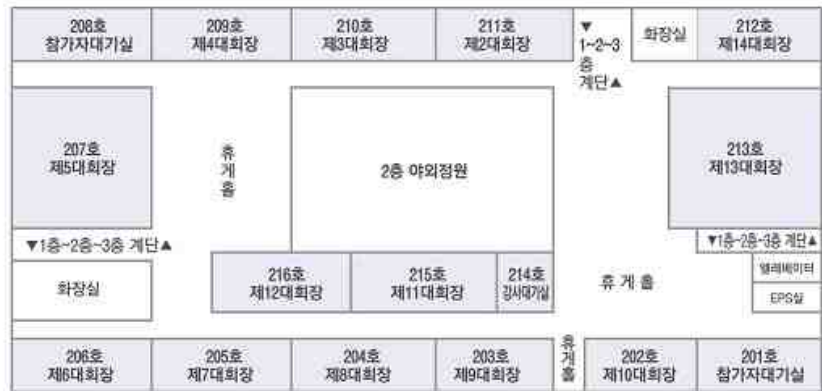 208호
참가자대기실
209호
제4대회장
210호
제3대회장
211호
제2대회장
▼
1~2~3
층
계단▲
화장실
212호
제14대회장
207호
제5대회장
휴
게
홀
2층 야외정원
213호
제13대회장
▼1층~2층~3층 계단▲
▼1층~2층~3층 계단▲
화장실
216호
제12대회장
215호
제11대회장
214호
강사대기실
휴 게 홀
엘레베이터
EPS실
206호
제6대회장
205호
제7대회장
204호
제8대회장
203호
제9대회장
휴
게
홀
202호
제10대회장
201호
참가자대기실